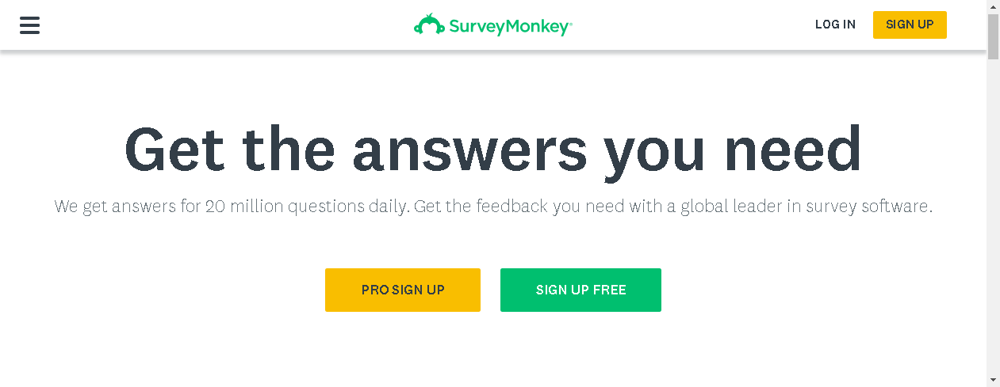 SurveyMonkey®
LOG IN
SIGN UP
Get the answers you need
We get answers for 20 million questions daily. Get the feedback you need with a global leader in survey software.
PRO SIGN UP
SIGN UP FREE